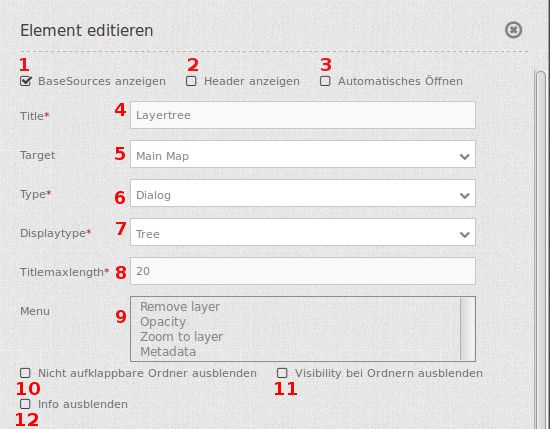 Element editieren
1 2 3
BaseSources anzeigen Header anzeigen Automatisches Öffnen
Title* 4 Layertree
Target 5 Main Map
Type* 6 Dialog
Displaytype* 7 Tree
Titlemaxlength* 8 20
Menu 9 Remove layer
Opacity
Zoom to layer
Metadata
Nicht aufklappbare Ordner ausblenden Visibility bei Ordnern ausblenden
10 11
Info ausblenden
12